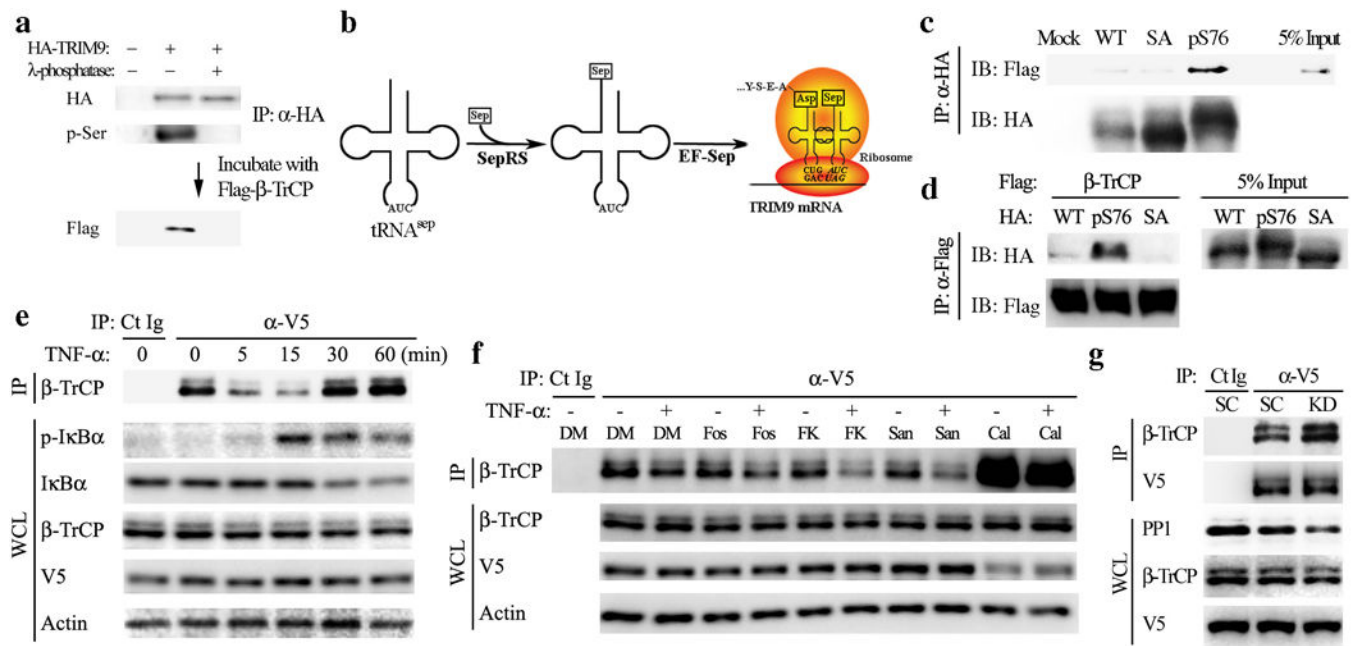 a
HA-TRIM9: – + +
λ-phosphatase: – – +
HA
IP: α-HA
p-Ser
Incubate with
Flag-β-TrCP
Flag
b
Sep
Sep
SepRS
EF-Sep
AUC
tRNAsep
AUC
...Y-S-E-A
Asp Sep
Ribosome
CUG AUC
GAC UAG
TRIM9 mRNA
c
Mock WT SA pS76 5% Input
IP: α-HA
IB: Flag
IB: HA
d
Flag: β-TrCP 5% Input
HA: WT pS76 SA WT pS76 SA
IP: α-Flag
IB: HA
IB: Flag
e
IP: Ct Ig α-V5
TNF-α: 0 0 5 15 30 60 (min)
IP
β-TrCP
WCL
p-IκBα
IκBα
β-TrCP
V5
Actin
f
IP: Ct Ig α-V5
TNF-α: - - + - + - + - + - +
DM DM DM Fos Fos FK FK San San Cal Cal
IP
β-TrCP
WCL
β-TrCP
V5
Actin
g
IP: Ct Ig α-V5
SC SC KD
IP
β-TrCP
V5
WCL
PP1
β-TrCP
V5